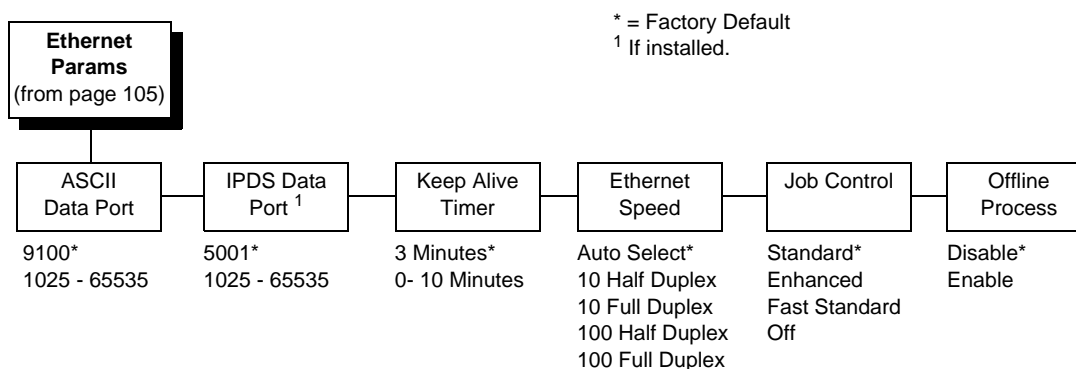 * = Factory Default
1 If installed.
Ethernet
Params
(from page 105)
ASCII
Data Port
9100*
1025 - 65535
IPDS Data
Port 1
5001*
1025 - 65535
Keep Alive
Timer
3 Minutes*
0- 10 Minutes
Ethernet
Speed
Auto Select*
10 Half Duplex
10 Full Duplex
100 Half Duplex
100 Full Duplex
Job Control
Standard*
Enhanced
Fast Standard
Off
Offline
Process
Disable*
Enable